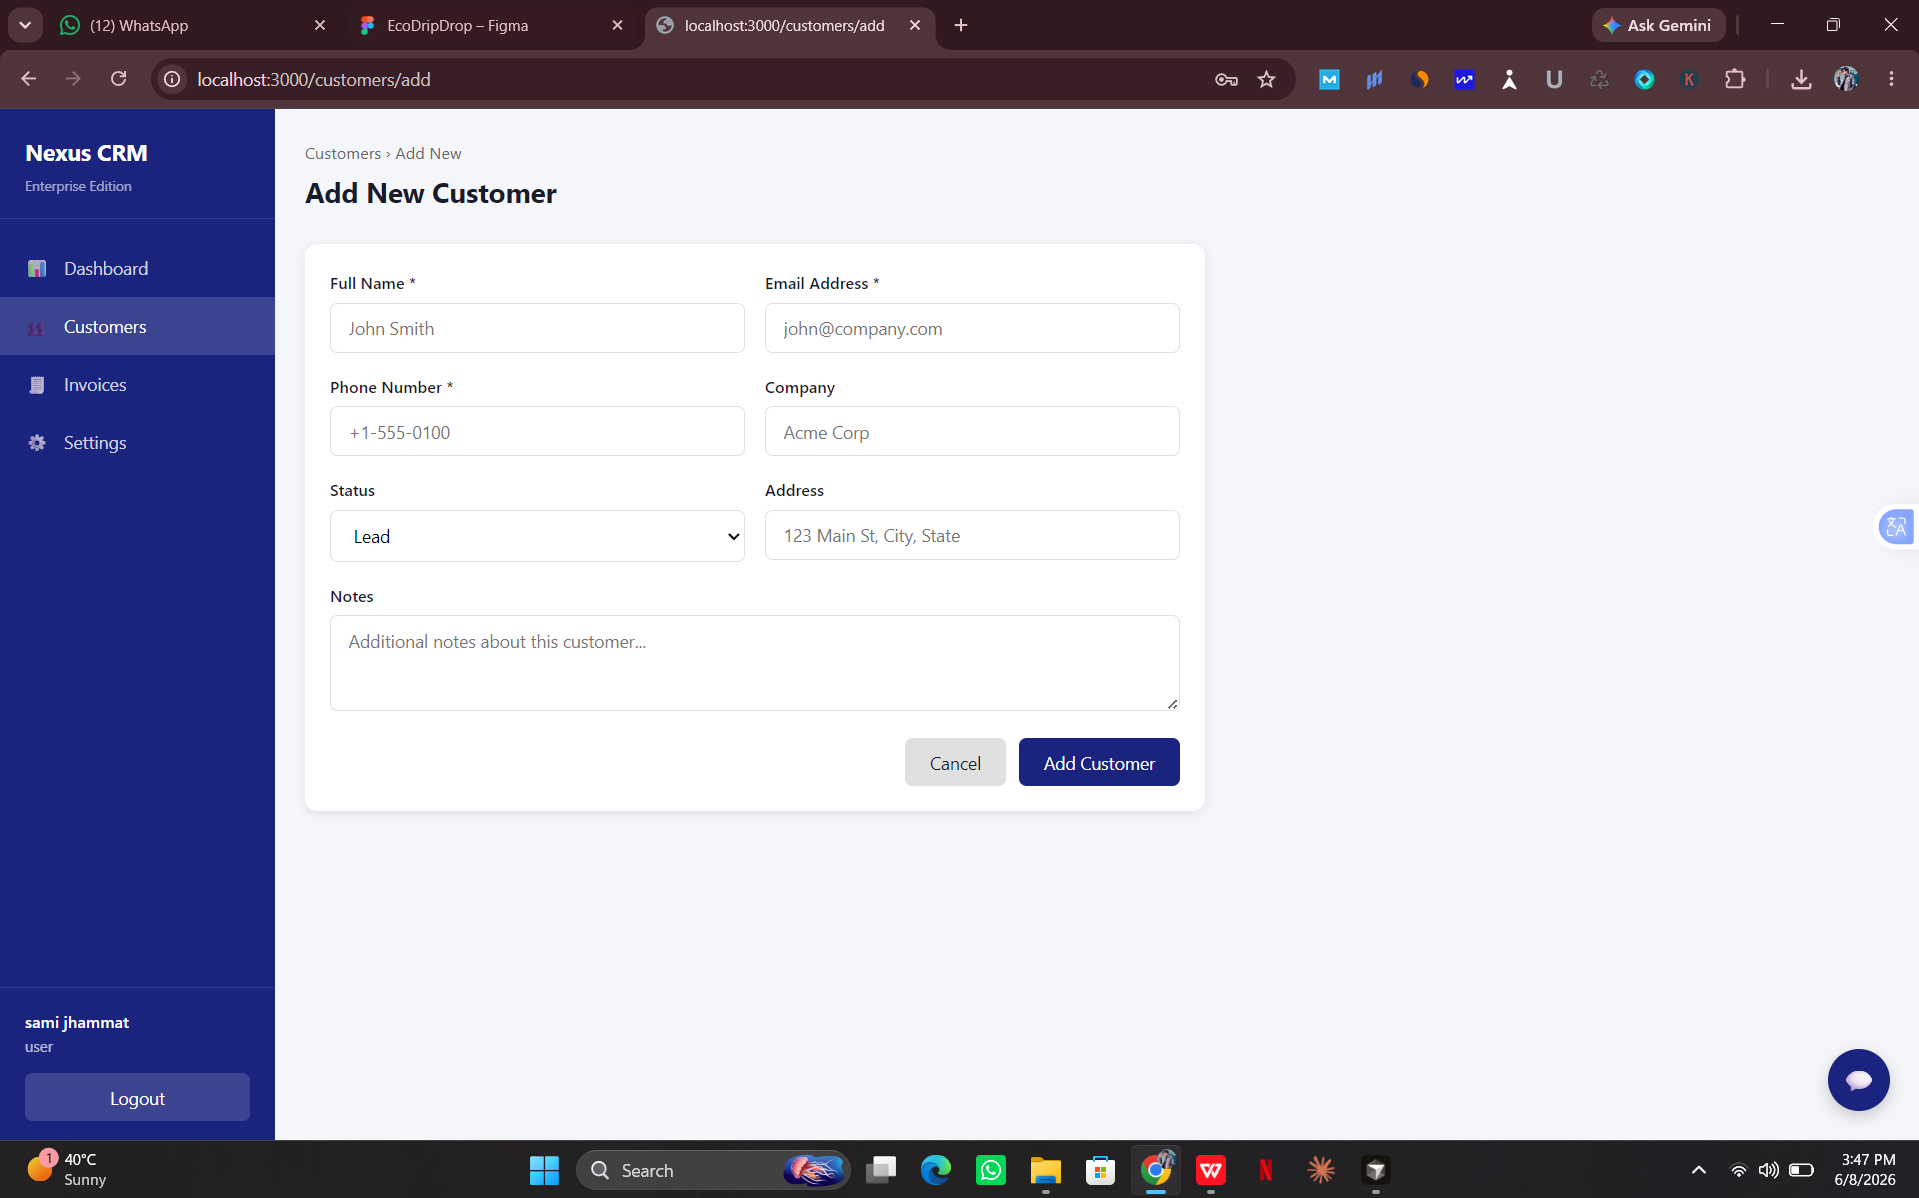 (12) WhatsApp
EcoDripDrop – Figma
localhost:3000/customers/add
Ask Gemini
localhost:3000/customers/add
Nexus CRM
Enterprise Edition
Dashboard
Customers
Invoices
Settings
Customers › Add New
Add New Customer
Full Name *
Email Address *
John Smith
john@company.com
Phone Number *
Company
+1-555-0100
Acme Corp
Status
Address
Lead
123 Main St, City, State
Notes
Additional notes about this customer...
Cancel
Add Customer
sami jhammat
user
Logout
1
40°C
Sunny
Search
3:47 PM
6/8/2026